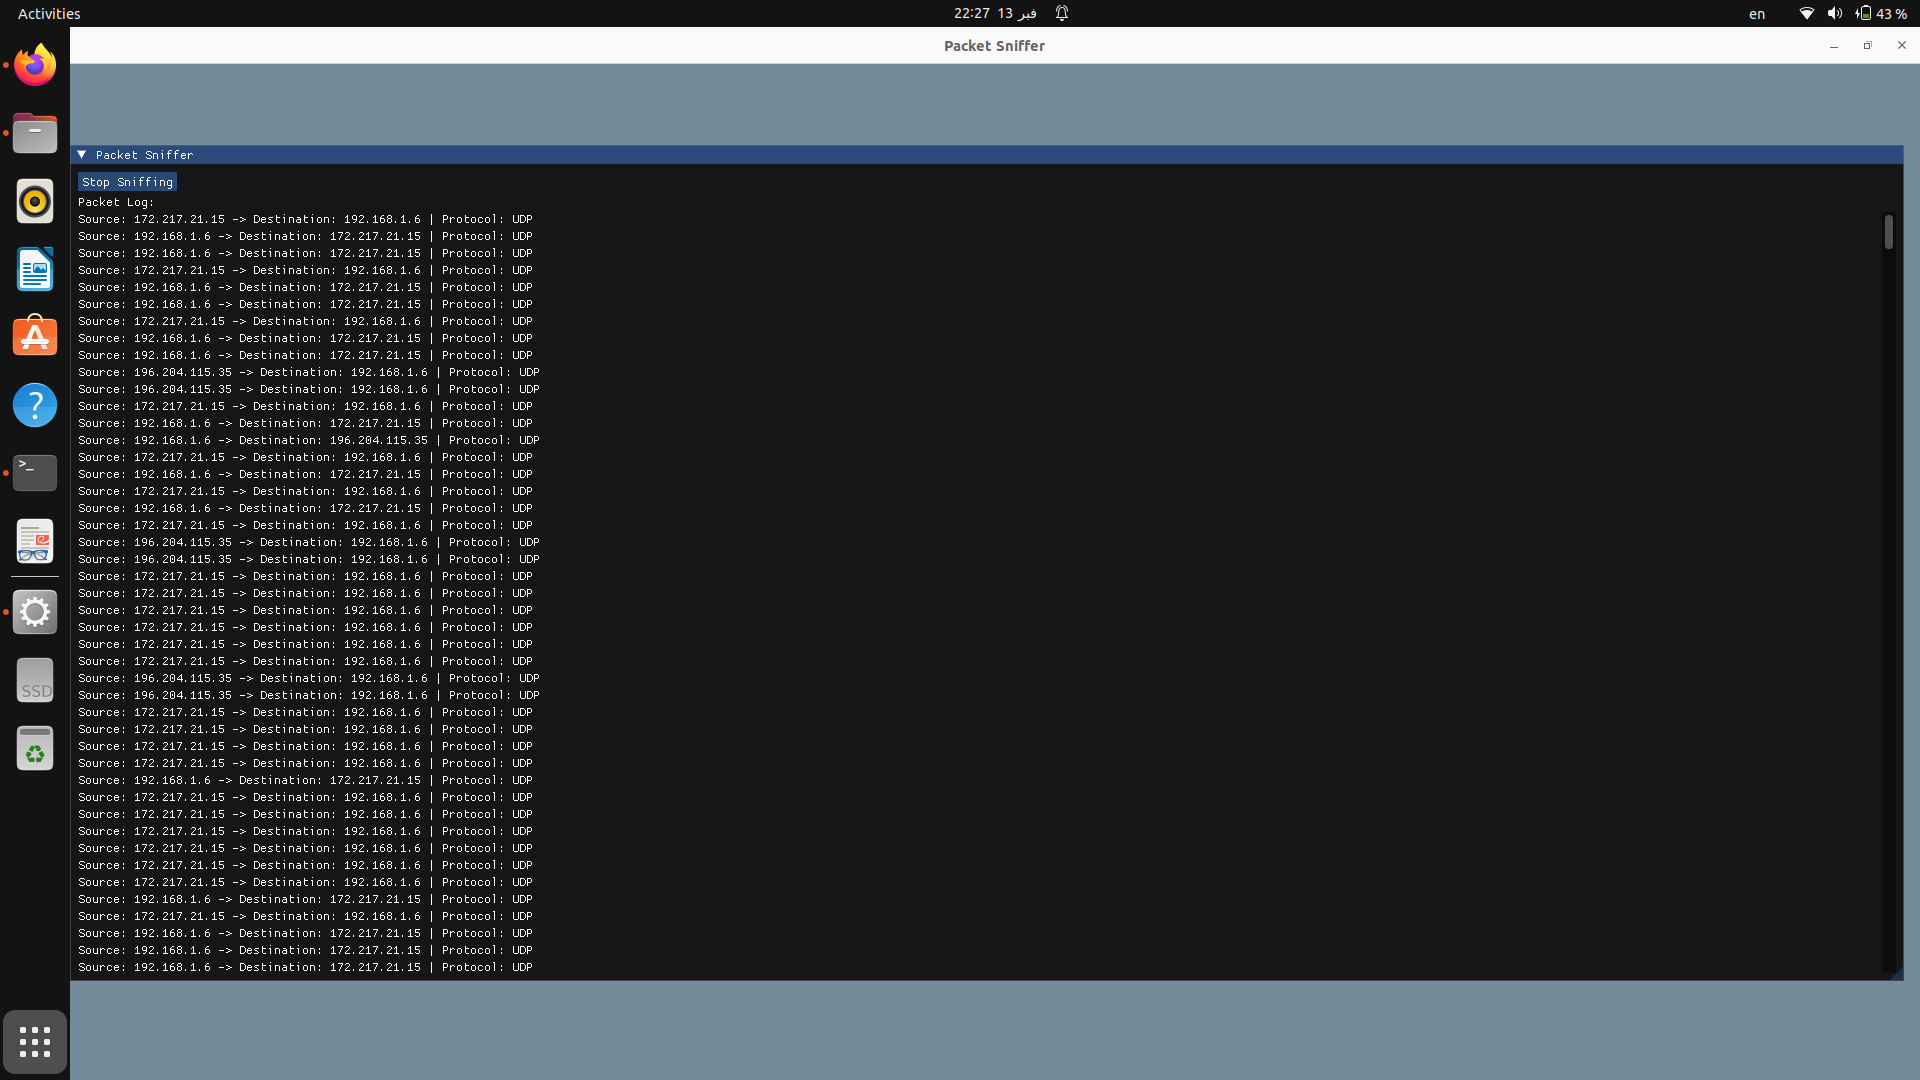 Activities
22:27 13 فبر
en
43 %
Packet Sniffer
Packet Sniffer
Stop Sniffing
Packet Log:
Source: 172.217.21.15 -> Destination: 192.168.1.6 | Protocol: UDP
Source: 192.168.1.6 -> Destination: 172.217.21.15 | Protocol: UDP
Source: 192.168.1.6 -> Destination: 172.217.21.15 | Protocol: UDP
Source: 172.217.21.15 -> Destination: 192.168.1.6 | Protocol: UDP
Source: 192.168.1.6 -> Destination: 172.217.21.15 | Protocol: UDP
Source: 192.168.1.6 -> Destination: 172.217.21.15 | Protocol: UDP
Source: 172.217.21.15 -> Destination: 192.168.1.6 | Protocol: UDP
Source: 192.168.1.6 -> Destination: 172.217.21.15 | Protocol: UDP
Source: 192.168.1.6 -> Destination: 172.217.21.15 | Protocol: UDP
Source: 196.204.115.35 -> Destination: 192.168.1.6 | Protocol: UDP
Source: 196.204.115.35 -> Destination: 192.168.1.6 | Protocol: UDP
Source: 172.217.21.15 -> Destination: 192.168.1.6 | Protocol: UDP
Source: 192.168.1.6 -> Destination: 172.217.21.15 | Protocol: UDP
Source: 192.168.1.6 -> Destination: 196.204.115.35 | Protocol: UDP
Source: 172.217.21.15 -> Destination: 192.168.1.6 | Protocol: UDP
Source: 192.168.1.6 -> Destination: 172.217.21.15 | Protocol: UDP
Source: 172.217.21.15 -> Destination: 192.168.1.6 | Protocol: UDP
Source: 192.168.1.6 -> Destination: 172.217.21.15 | Protocol: UDP
Source: 172.217.21.15 -> Destination: 192.168.1.6 | Protocol: UDP
Source: 196.204.115.35 -> Destination: 192.168.1.6 | Protocol: UDP
Source: 196.204.115.35 -> Destination: 192.168.1.6 | Protocol: UDP
Source: 172.217.21.15 -> Destination: 192.168.1.6 | Protocol: UDP
Source: 172.217.21.15 -> Destination: 192.168.1.6 | Protocol: UDP
Source: 172.217.21.15 -> Destination: 192.168.1.6 | Protocol: UDP
Source: 172.217.21.15 -> Destination: 192.168.1.6 | Protocol: UDP
Source: 172.217.21.15 -> Destination: 192.168.1.6 | Protocol: UDP
Source: 172.217.21.15 -> Destination: 192.168.1.6 | Protocol: UDP
Source: 196.204.115.35 -> Destination: 192.168.1.6 | Protocol: UDP
Source: 196.204.115.35 -> Destination: 192.168.1.6 | Protocol: UDP
Source: 172.217.21.15 -> Destination: 192.168.1.6 | Protocol: UDP
Source: 172.217.21.15 -> Destination: 192.168.1.6 | Protocol: UDP
Source: 172.217.21.15 -> Destination: 192.168.1.6 | Protocol: UDP
Source: 172.217.21.15 -> Destination: 192.168.1.6 | Protocol: UDP
Source: 192.168.1.6 -> Destination: 172.217.21.15 | Protocol: UDP
Source: 172.217.21.15 -> Destination: 192.168.1.6 | Protocol: UDP
Source: 172.217.21.15 -> Destination: 192.168.1.6 | Protocol: UDP
Source: 172.217.21.15 -> Destination: 192.168.1.6 | Protocol: UDP
Source: 172.217.21.15 -> Destination: 192.168.1.6 | Protocol: UDP
Source: 172.217.21.15 -> Destination: 192.168.1.6 | Protocol: UDP
Source: 172.217.21.15 -> Destination: 192.168.1.6 | Protocol: UDP
Source: 192.168.1.6 -> Destination: 172.217.21.15 | Protocol: UDP
Source: 172.217.21.15 -> Destination: 192.168.1.6 | Protocol: UDP
Source: 192.168.1.6 -> Destination: 172.217.21.15 | Protocol: UDP
Source: 192.168.1.6 -> Destination: 172.217.21.15 | Protocol: UDP
Source: 192.168.1.6 -> Destination: 172.217.21.15 | Protocol: UDP
SSD